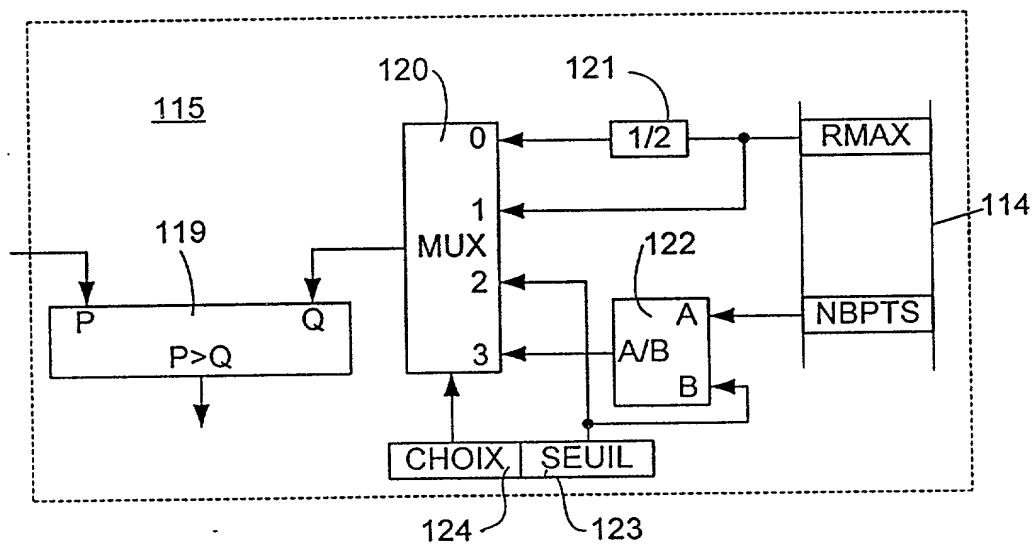 120
121
115
0
1/2
RMAX
1
114
119
MUX
122
2
P
Q
A
NBPTS
P>Q
3
A/B
B
CHOIX
SEUIL
124
123